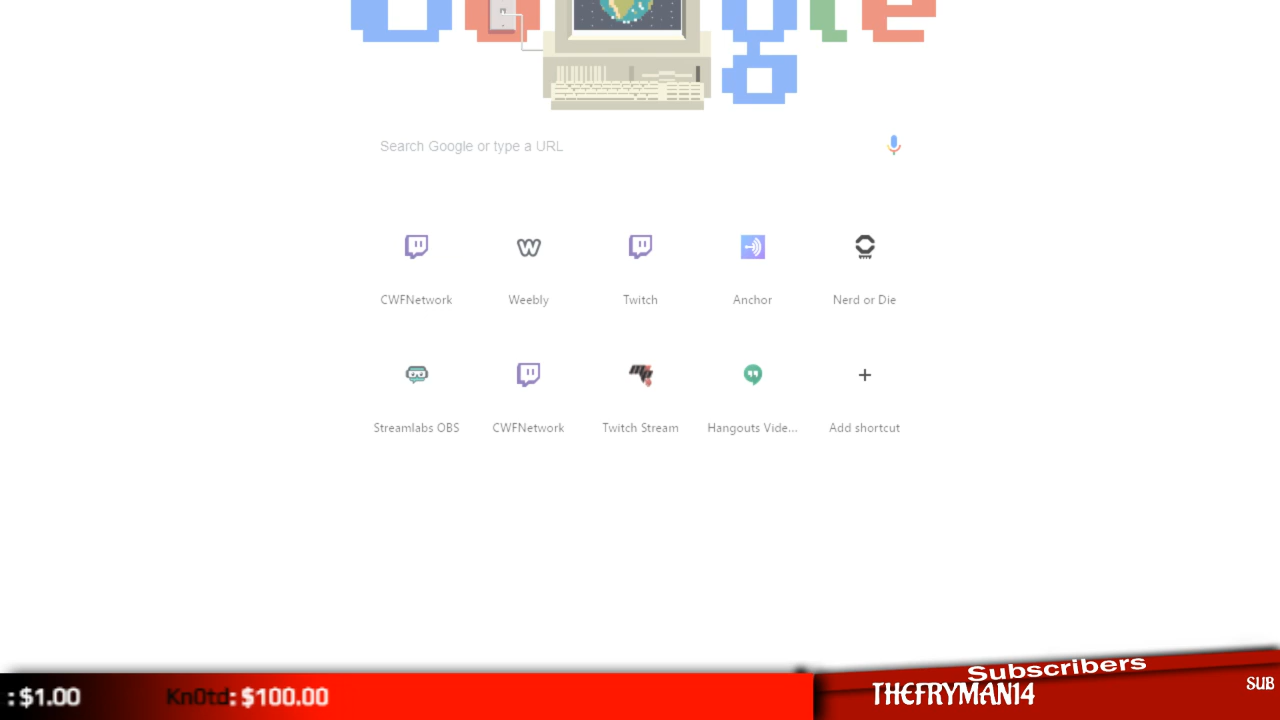 Google
Search Google or type a URL
CWFNetwork Weebly Twitch Anchor Nerd or Die
Streamlabs OBS CWFNetwork Twitch Stream Hangouts Vide... Add shortcut
Subscribers
: $1.00 Kn0td: $100.00 THEFRYMAN14 SUB